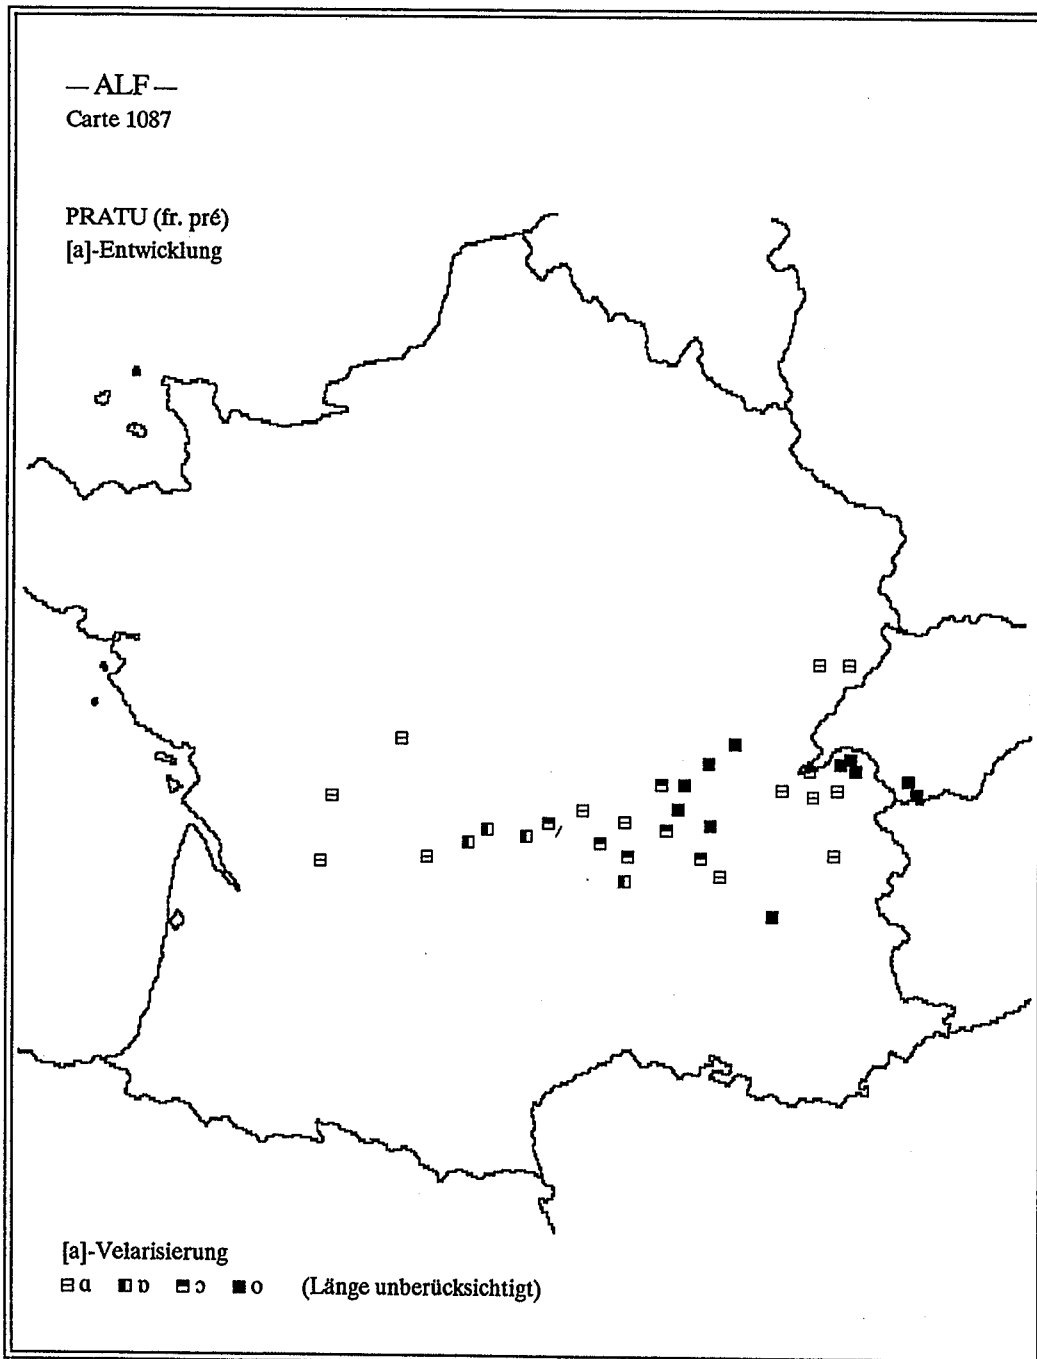 — ALF —
Carte 1087
PRATU (fr. pré)
[a]-Entwicklung
[a]-Velarisierung
ɑ ɒ ɔ o (Länge unberücksichtigt)